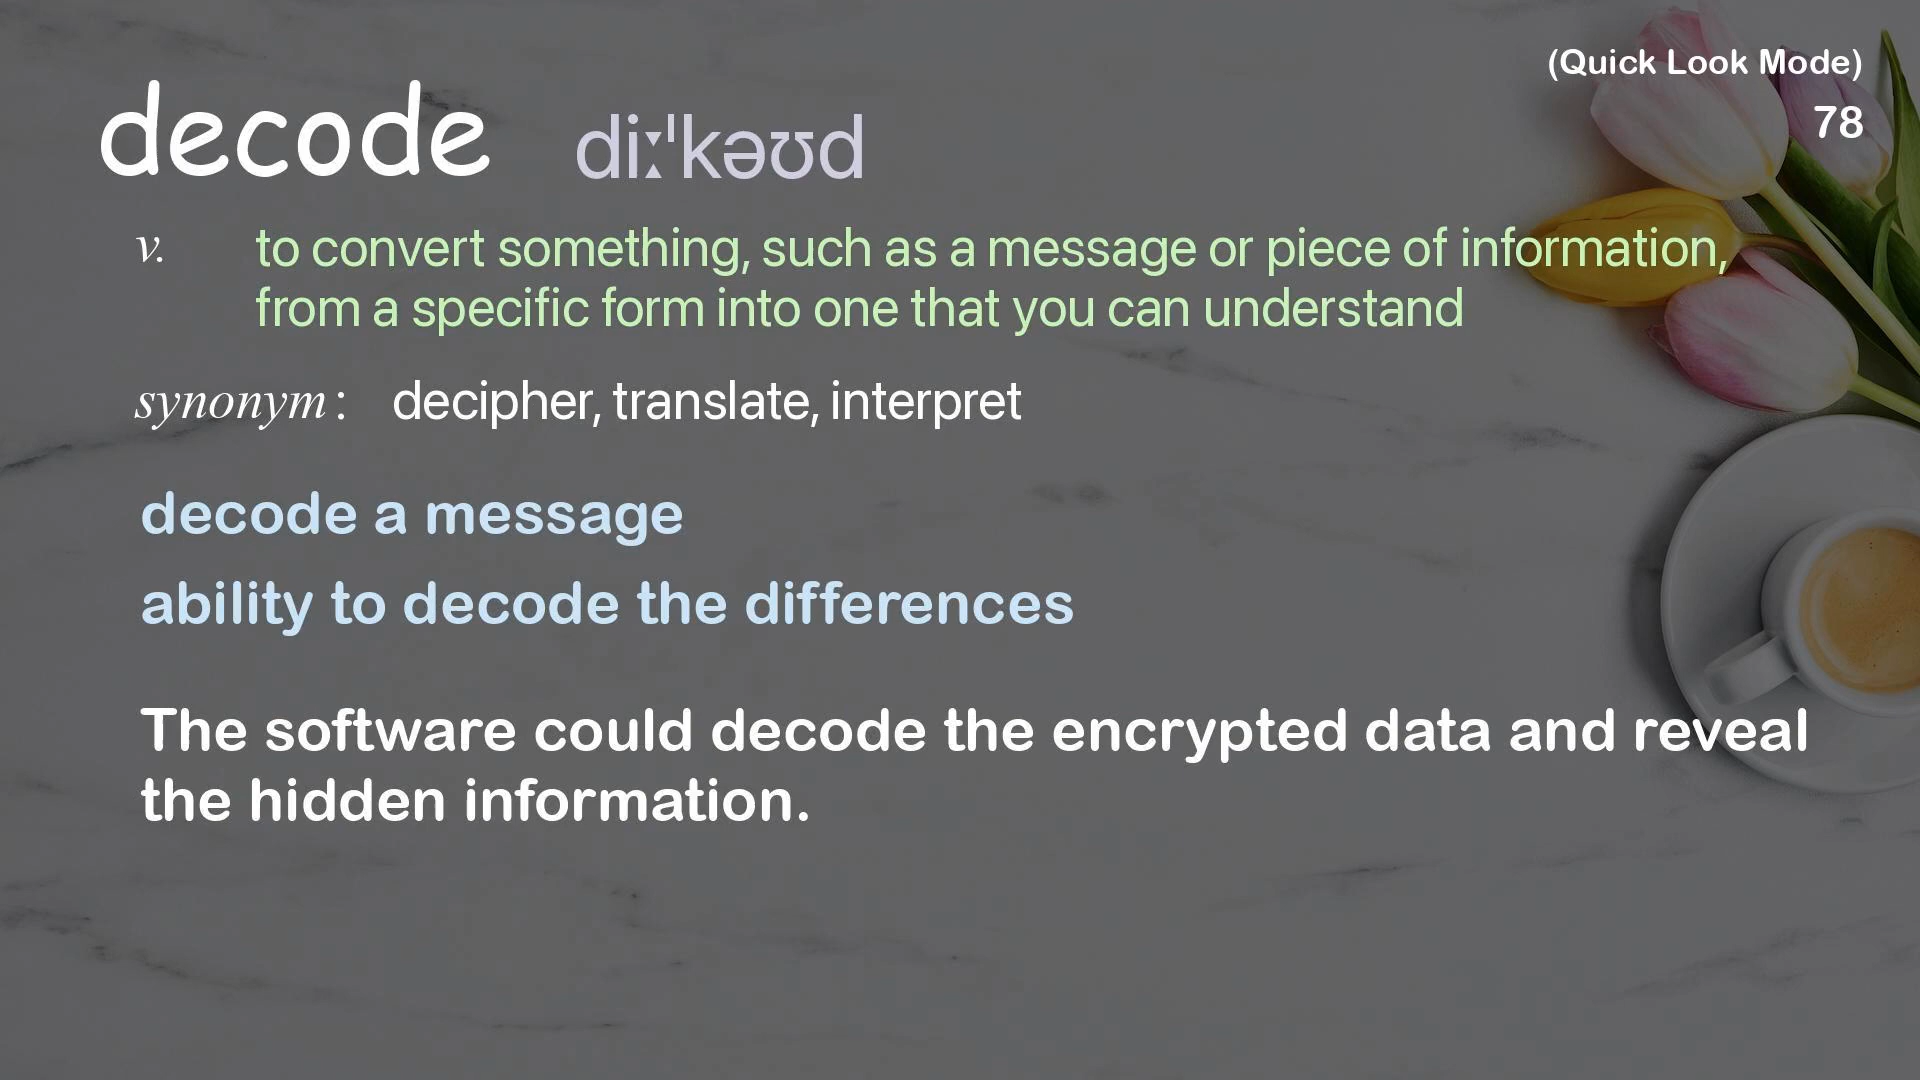 (Quick Look Mode)
78
decode diːˈkəʊd
v. to convert something, such as a message or piece of information,
from a specific form into one that you can understand
synonym: decipher, translate, interpret
decode a message
ability to decode the differences
The software could decode the encrypted data and reveal
the hidden information.